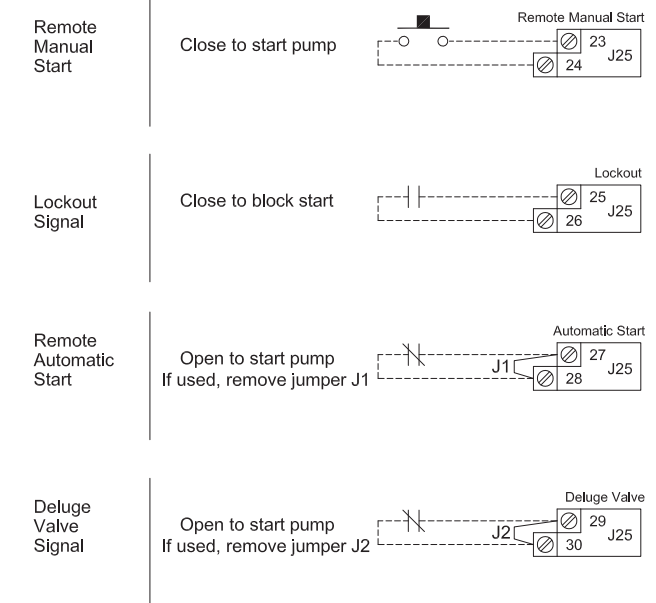 Remote
Manual
Start
Close to start pump
Remote Manual Start
23
24
J25
Lockout
Signal
Close to block start
Lockout
25
26
J25
Remote
Automatic
Start
Open to start pump
If used, remove jumper J1
J1
Automatic Start
27
28
J25
Deluge
Valve
Signal
Open to start pump
If used, remove jumper J2
J2
Deluge Valve
29
30
J25